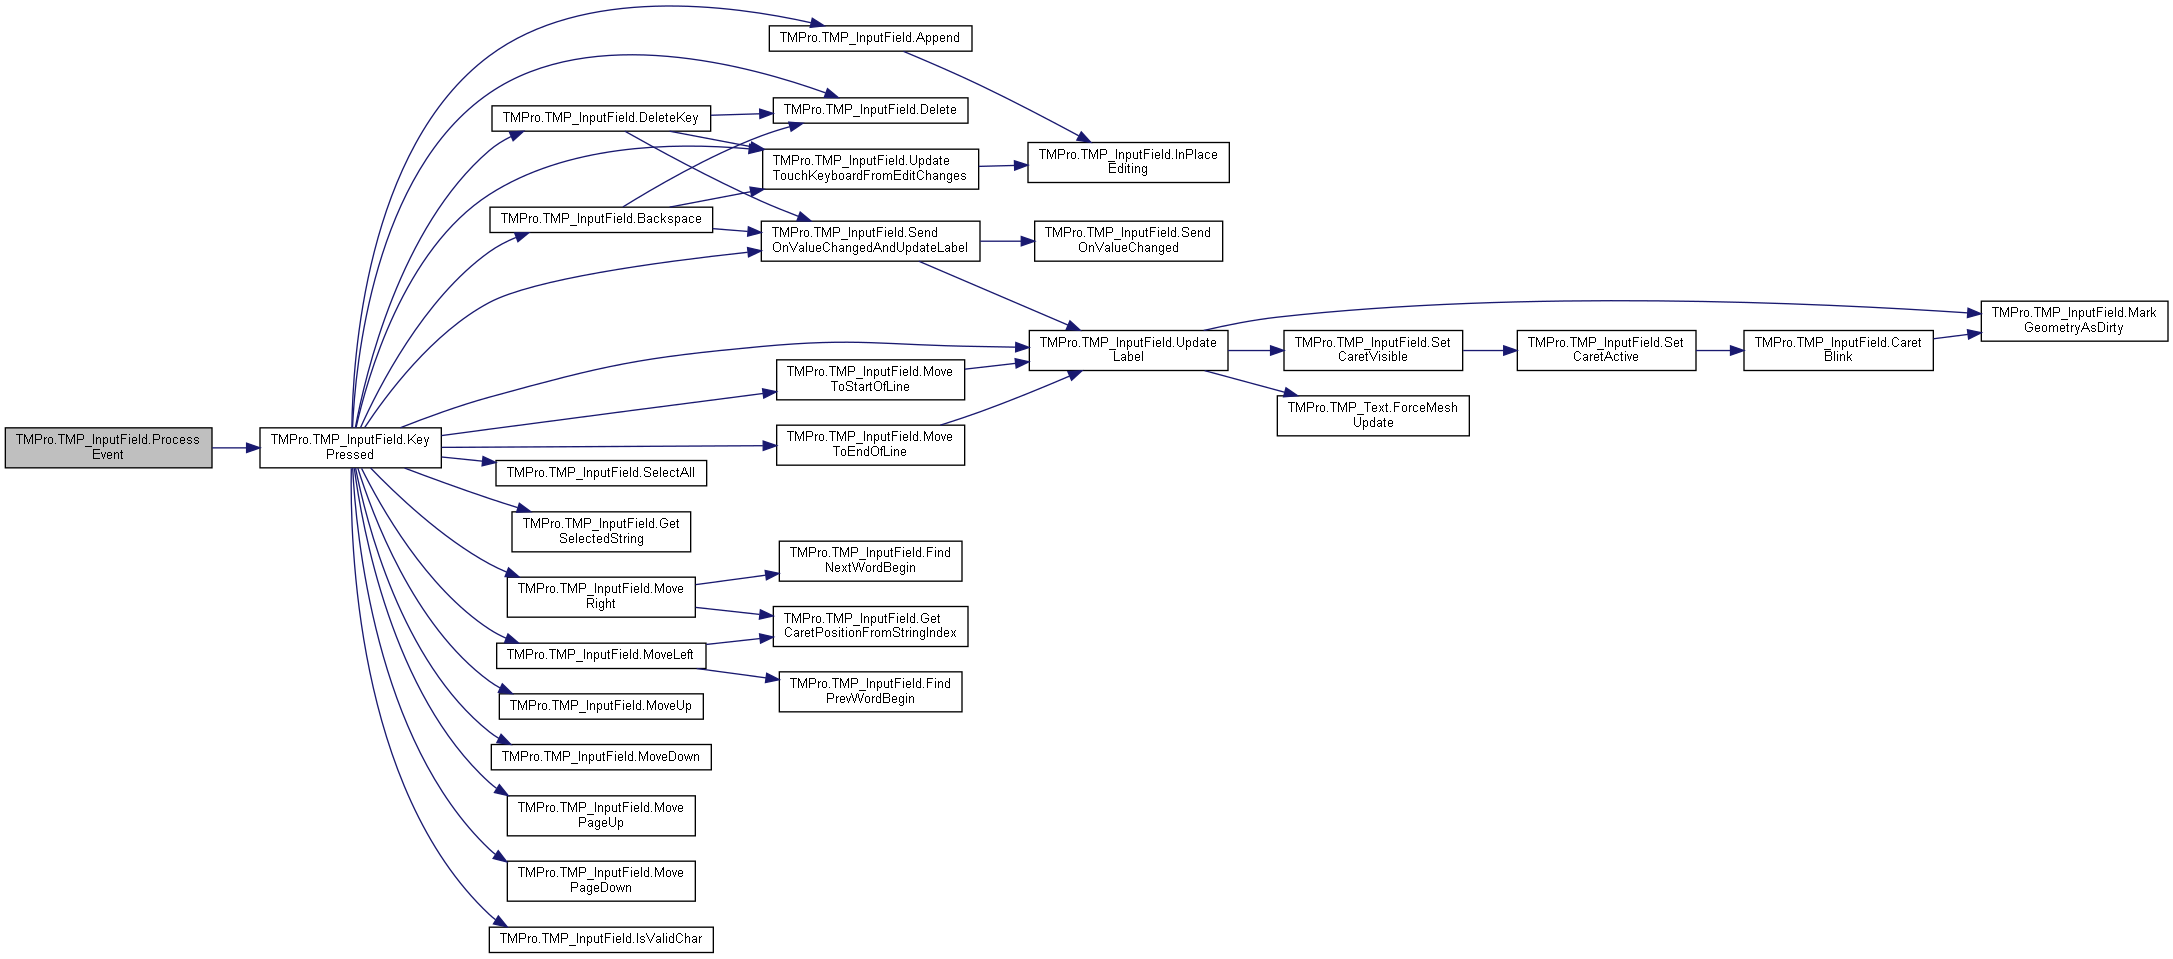 TMPro.TMP_InputField.Process
Event
TMPro.TMP_InputField.Key
Pressed
TMPro.TMP_InputField.Append
TMPro.TMP_InputField.Delete
TMPro.TMP_InputField.DeleteKey
TMPro.TMP_InputField.Update
TouchKeyboardFromEditChanges
TMPro.TMP_InputField.InPlace
Editing
TMPro.TMP_InputField.Backspace
TMPro.TMP_InputField.Send
OnValueChangedAndUpdateLabel
TMPro.TMP_InputField.Send
OnValueChanged
TMPro.TMP_InputField.Update
Label
TMPro.TMP_InputField.Set
CaretVisible
TMPro.TMP_InputField.Set
CaretActive
TMPro.TMP_InputField.Caret
Blink
TMPro.TMP_InputField.Mark
GeometryAsDirty
TMPro.TMP_InputField.Move
ToStartOfLine
TMPro.TMP_Text.ForceMesh
Update
TMPro.TMP_InputField.Move
ToEndOfLine
TMPro.TMP_InputField.SelectAll
TMPro.TMP_InputField.Get
SelectedString
TMPro.TMP_InputField.Move
Right
TMPro.TMP_InputField.Find
NextWordBegin
TMPro.TMP_InputField.Get
CaretPositionFromStringIndex
TMPro.TMP_InputField.MoveLeft
TMPro.TMP_InputField.Find
PrevWordBegin
TMPro.TMP_InputField.MoveUp
TMPro.TMP_InputField.MoveDown
TMPro.TMP_InputField.Move
PageUp
TMPro.TMP_InputField.Move
PageDown
TMPro.TMP_InputField.IsValidChar